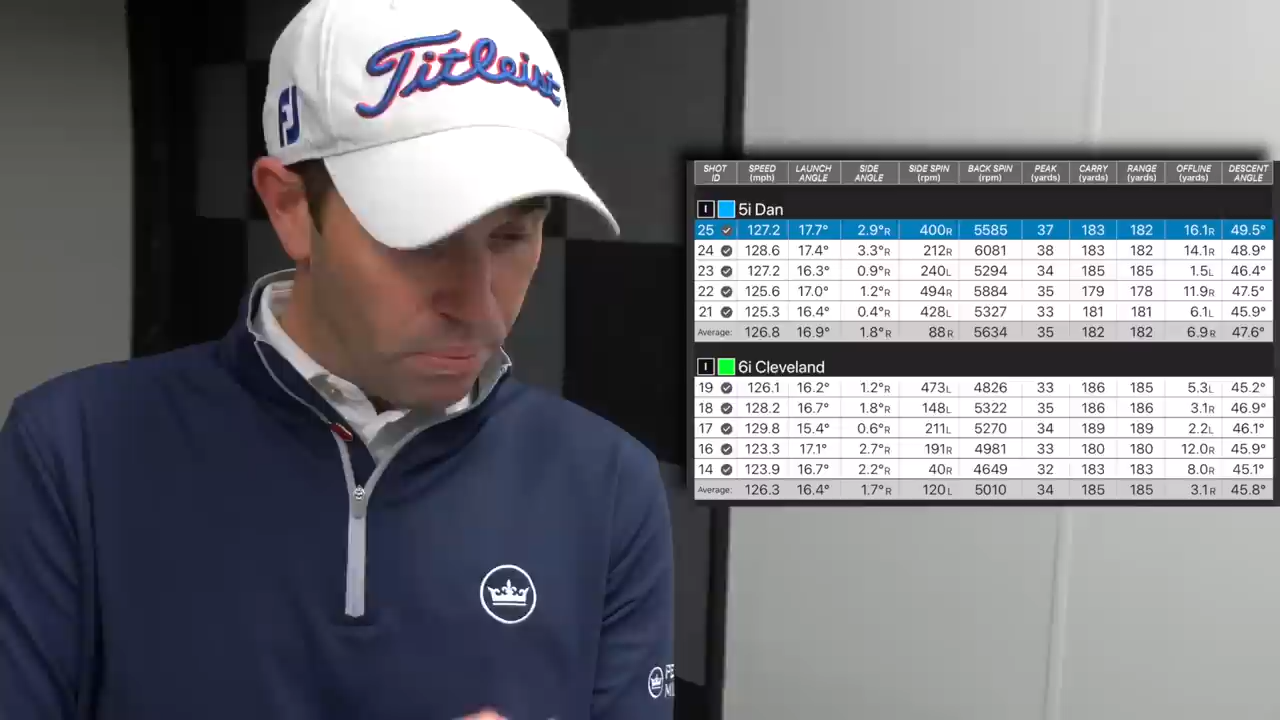 Titleist
FJ
SHOT ID SPEED (mph) LAUNCH ANGLE SIDE ANGLE SIDE SPIN (rpm) BACK SPIN (rpm) PEAK (yards) CARRY (yards) RANGE (yards) OFFLINE (yards) DESCENT ANGLE
I 5i Dan
25 127.2 17.7° 2.9°R 400R 5585 37 183 182 16.1R 49.5°
24 128.6 17.4° 3.3°R 212R 6081 38 183 182 14.1R 48.9°
23 127.2 16.3° 0.9°R 240L 5294 34 185 185 1.5L 46.4°
22 125.6 17.0° 1.2°R 494R 5884 35 179 178 11.9R 47.5°
21 125.3 16.4° 0.4°R 428L 5327 33 181 181 6.1L 45.9°
Average: 126.8 16.9° 1.8°R 88R 5634 35 182 182 6.9R 47.6°
I 6i Cleveland
19 126.1 16.2° 1.2°R 473L 4826 33 186 185 5.3L 45.2°
18 128.2 16.7° 1.8°R 148L 5322 35 186 186 3.1R 46.9°
17 129.8 15.4° 0.6°R 211L 5270 34 189 189 2.2L 46.1°
16 123.3 17.1° 2.7°R 191R 4981 33 180 180 12.0R 45.9°
14 123.9 16.7° 2.2°R 40R 4649 32 183 183 8.0R 45.1°
Average: 126.3 16.4° 1.7°R 120L 5010 34 185 185 3.1R 45.8°